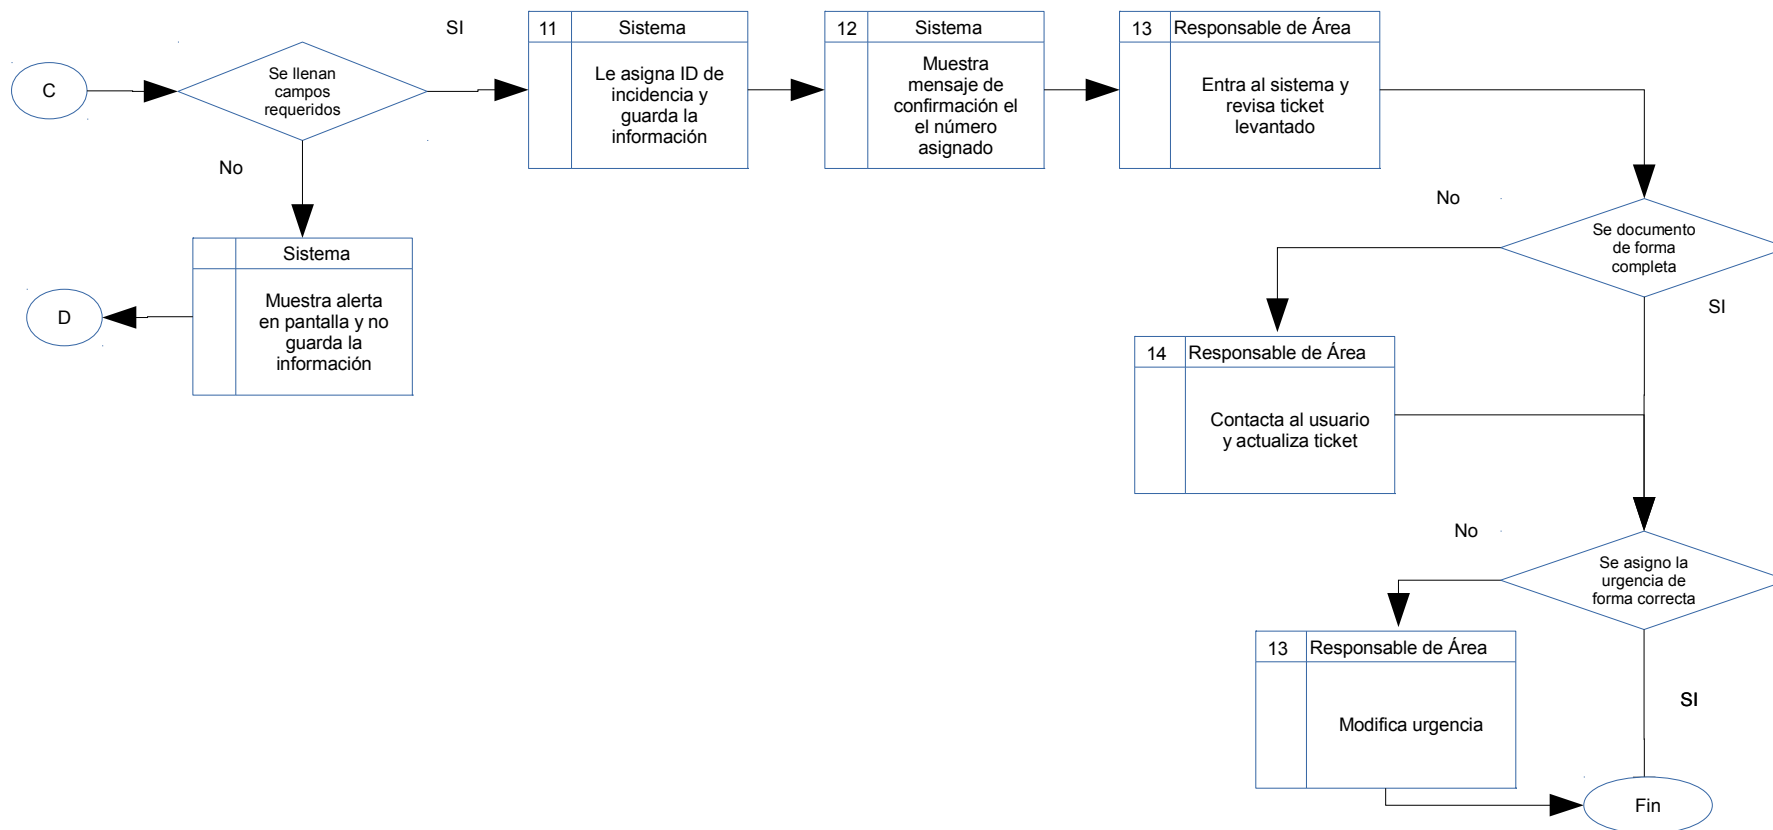 C
Se llenan
campos
requeridos
SI
No
11 Sistema
Le asigna ID de
incidencia y
guarda la
información
12 Sistema
Muestra
mensaje de
confirmación el
el número
asignado
13 Responsable de Área
Entra al sistema y
revisa ticket
levantado
Sistema
Muestra alerta
en pantalla y no
guarda la
información
D
No
Se documento
de forma
completa
SI
14 Responsable de Área
Contacta al usuario
y actualiza ticket
No
Se asigno la
urgencia de
forma correcta
13 Responsable de Área
Modifica urgencia
SI
Fin